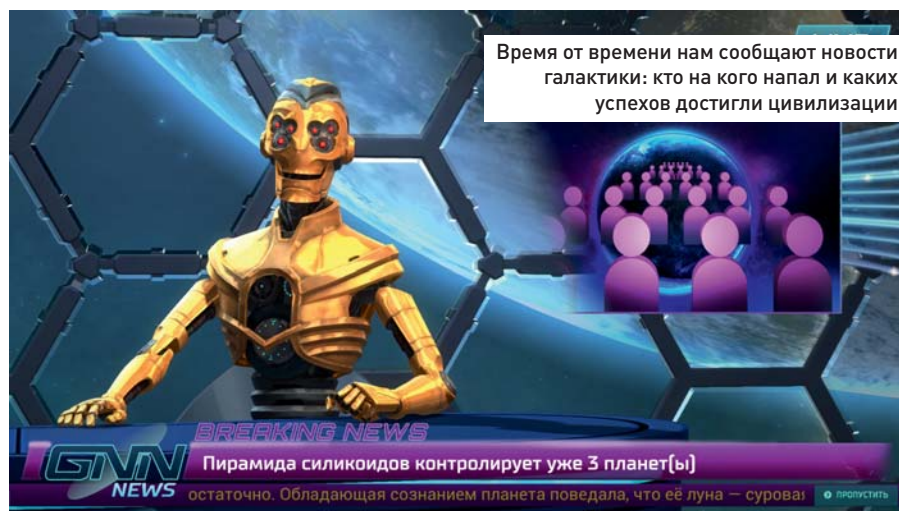 Время от времени нам сообщают новости
галактики: кто на кого напал и каких
успехов достигли цивилизации
BREAKING NEWS
GNN
NEWS
Пирамида силикоидов контролирует уже 3 планет(ы)
остаточно. Обладающая сознанием планета поведала, что её луна — суровая
ПРОПУСТИТЬ